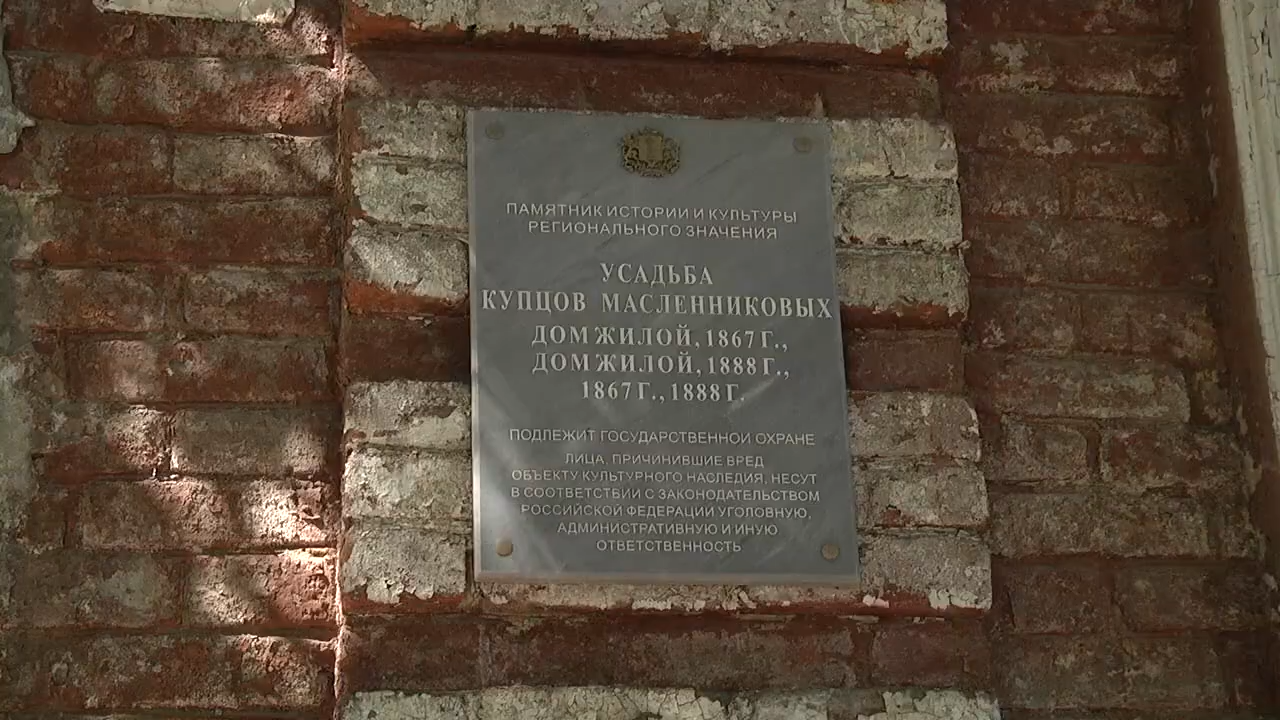 ПАМЯТНИК ИСТОРИИ И КУЛЬТУРЫ
РЕГИОНАЛЬНОГО ЗНАЧЕНИЯ
УСАДЬБА
КУПЦОВ МАСЛЕННИКОВЫХ
ДОМ ЖИЛОЙ, 1867 Г.,
ДОМ ЖИЛОЙ, 1888 Г.,
1867 Г., 1888 Г.
ПОДЛЕЖИТ ГОСУДАРСТВЕННОЙ ОХРАНЕ
ЛИЦА, ПРИЧИНИВШИЕ ВРЕД
ОБЪЕКТУ КУЛЬТУРНОГО НАСЛЕДИЯ, НЕСУТ
В СООТВЕТСТВИИ С ЗАКОНОДАТЕЛЬСТВОМ
РОССИЙСКОЙ ФЕДЕРАЦИИ УГОЛОВНУЮ,
АДМИНИСТРАТИВНУЮ И ИНУЮ
ОТВЕТСТВЕННОСТЬ